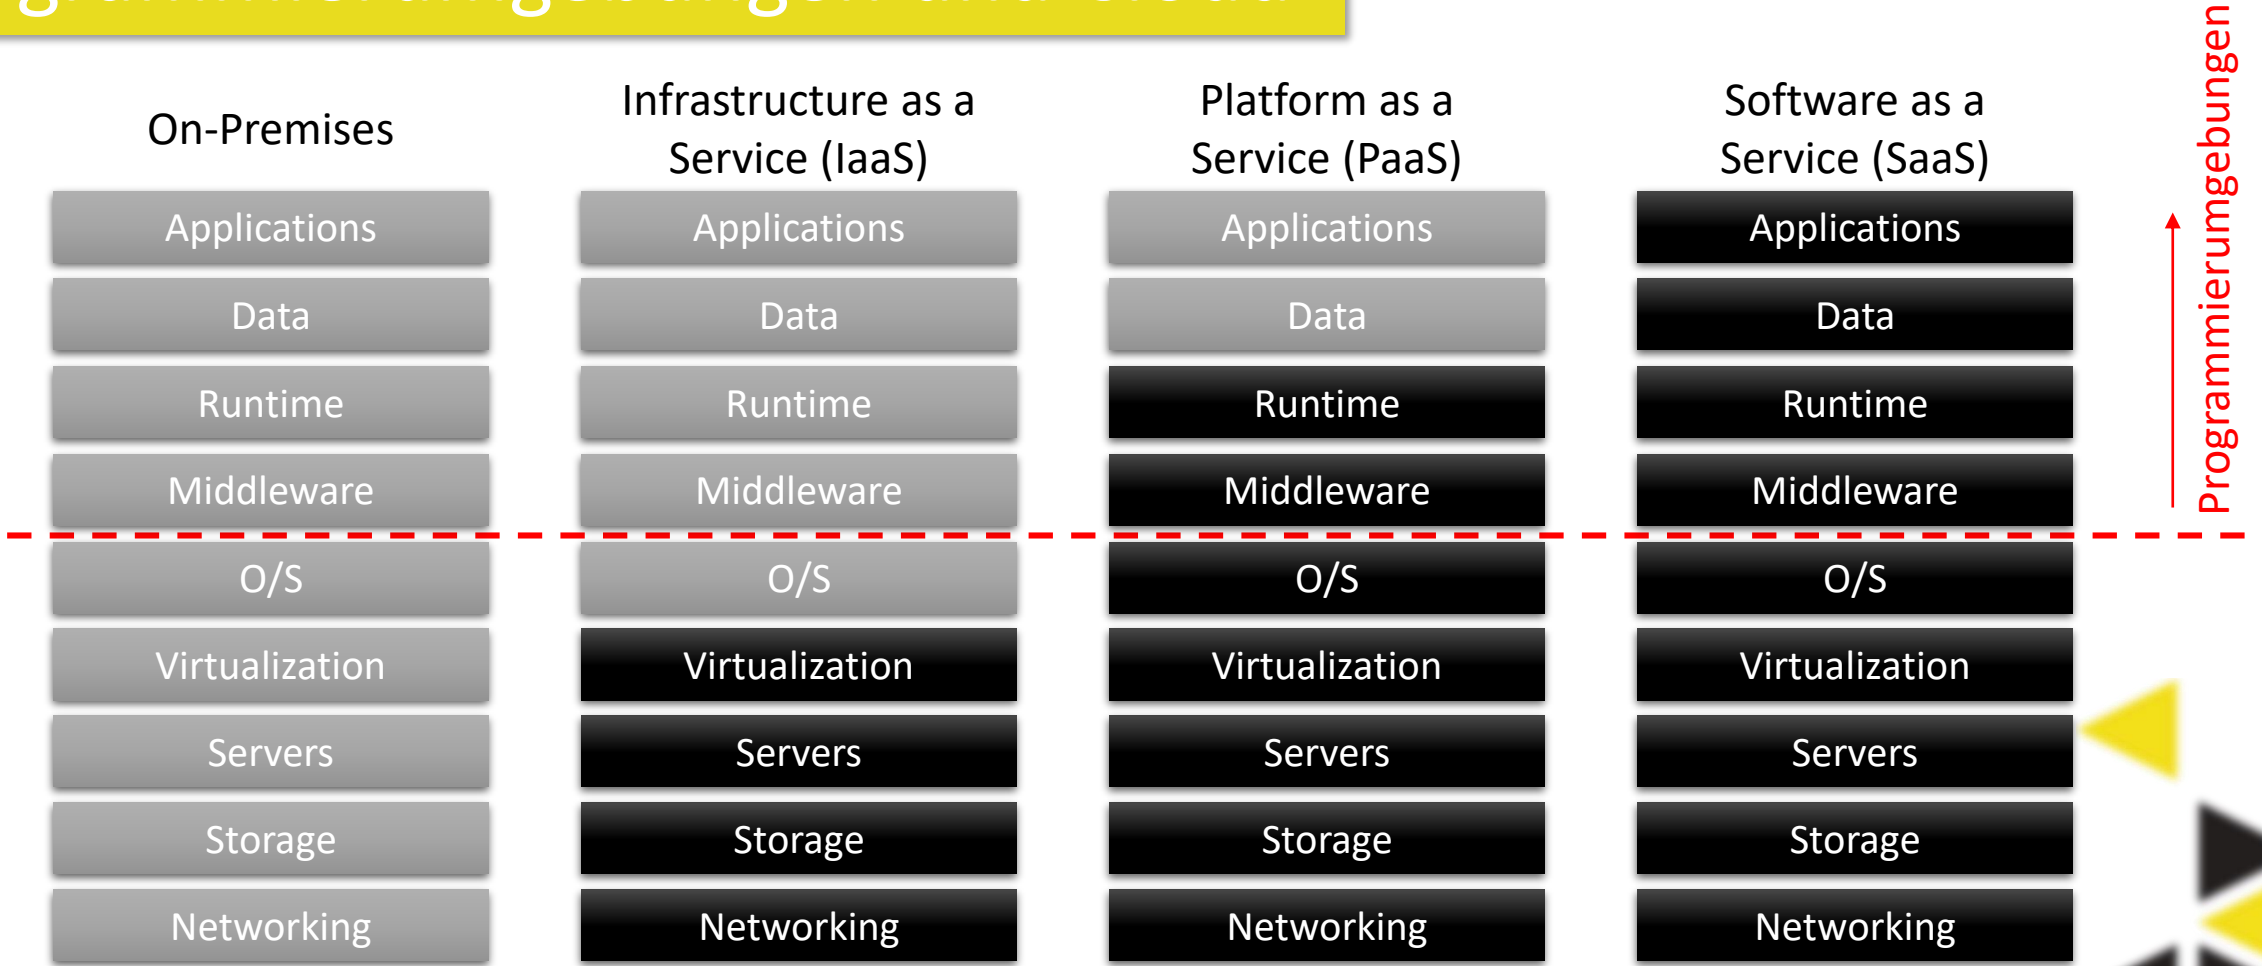 On-Premises
Infrastructure as a
Service (IaaS)
Platform as a
Service (PaaS)
Software as a
Service (SaaS)
Applications
Applications
Applications
Applications
Data
Data
Data
Data
Runtime
Runtime
Runtime
Runtime
Middleware
Middleware
Middleware
Middleware
O/S
O/S
O/S
O/S
Virtualization
Virtualization
Virtualization
Virtualization
Servers
Servers
Servers
Servers
Storage
Storage
Storage
Storage
Networking
Networking
Networking
Networking
Programmierumgebungen